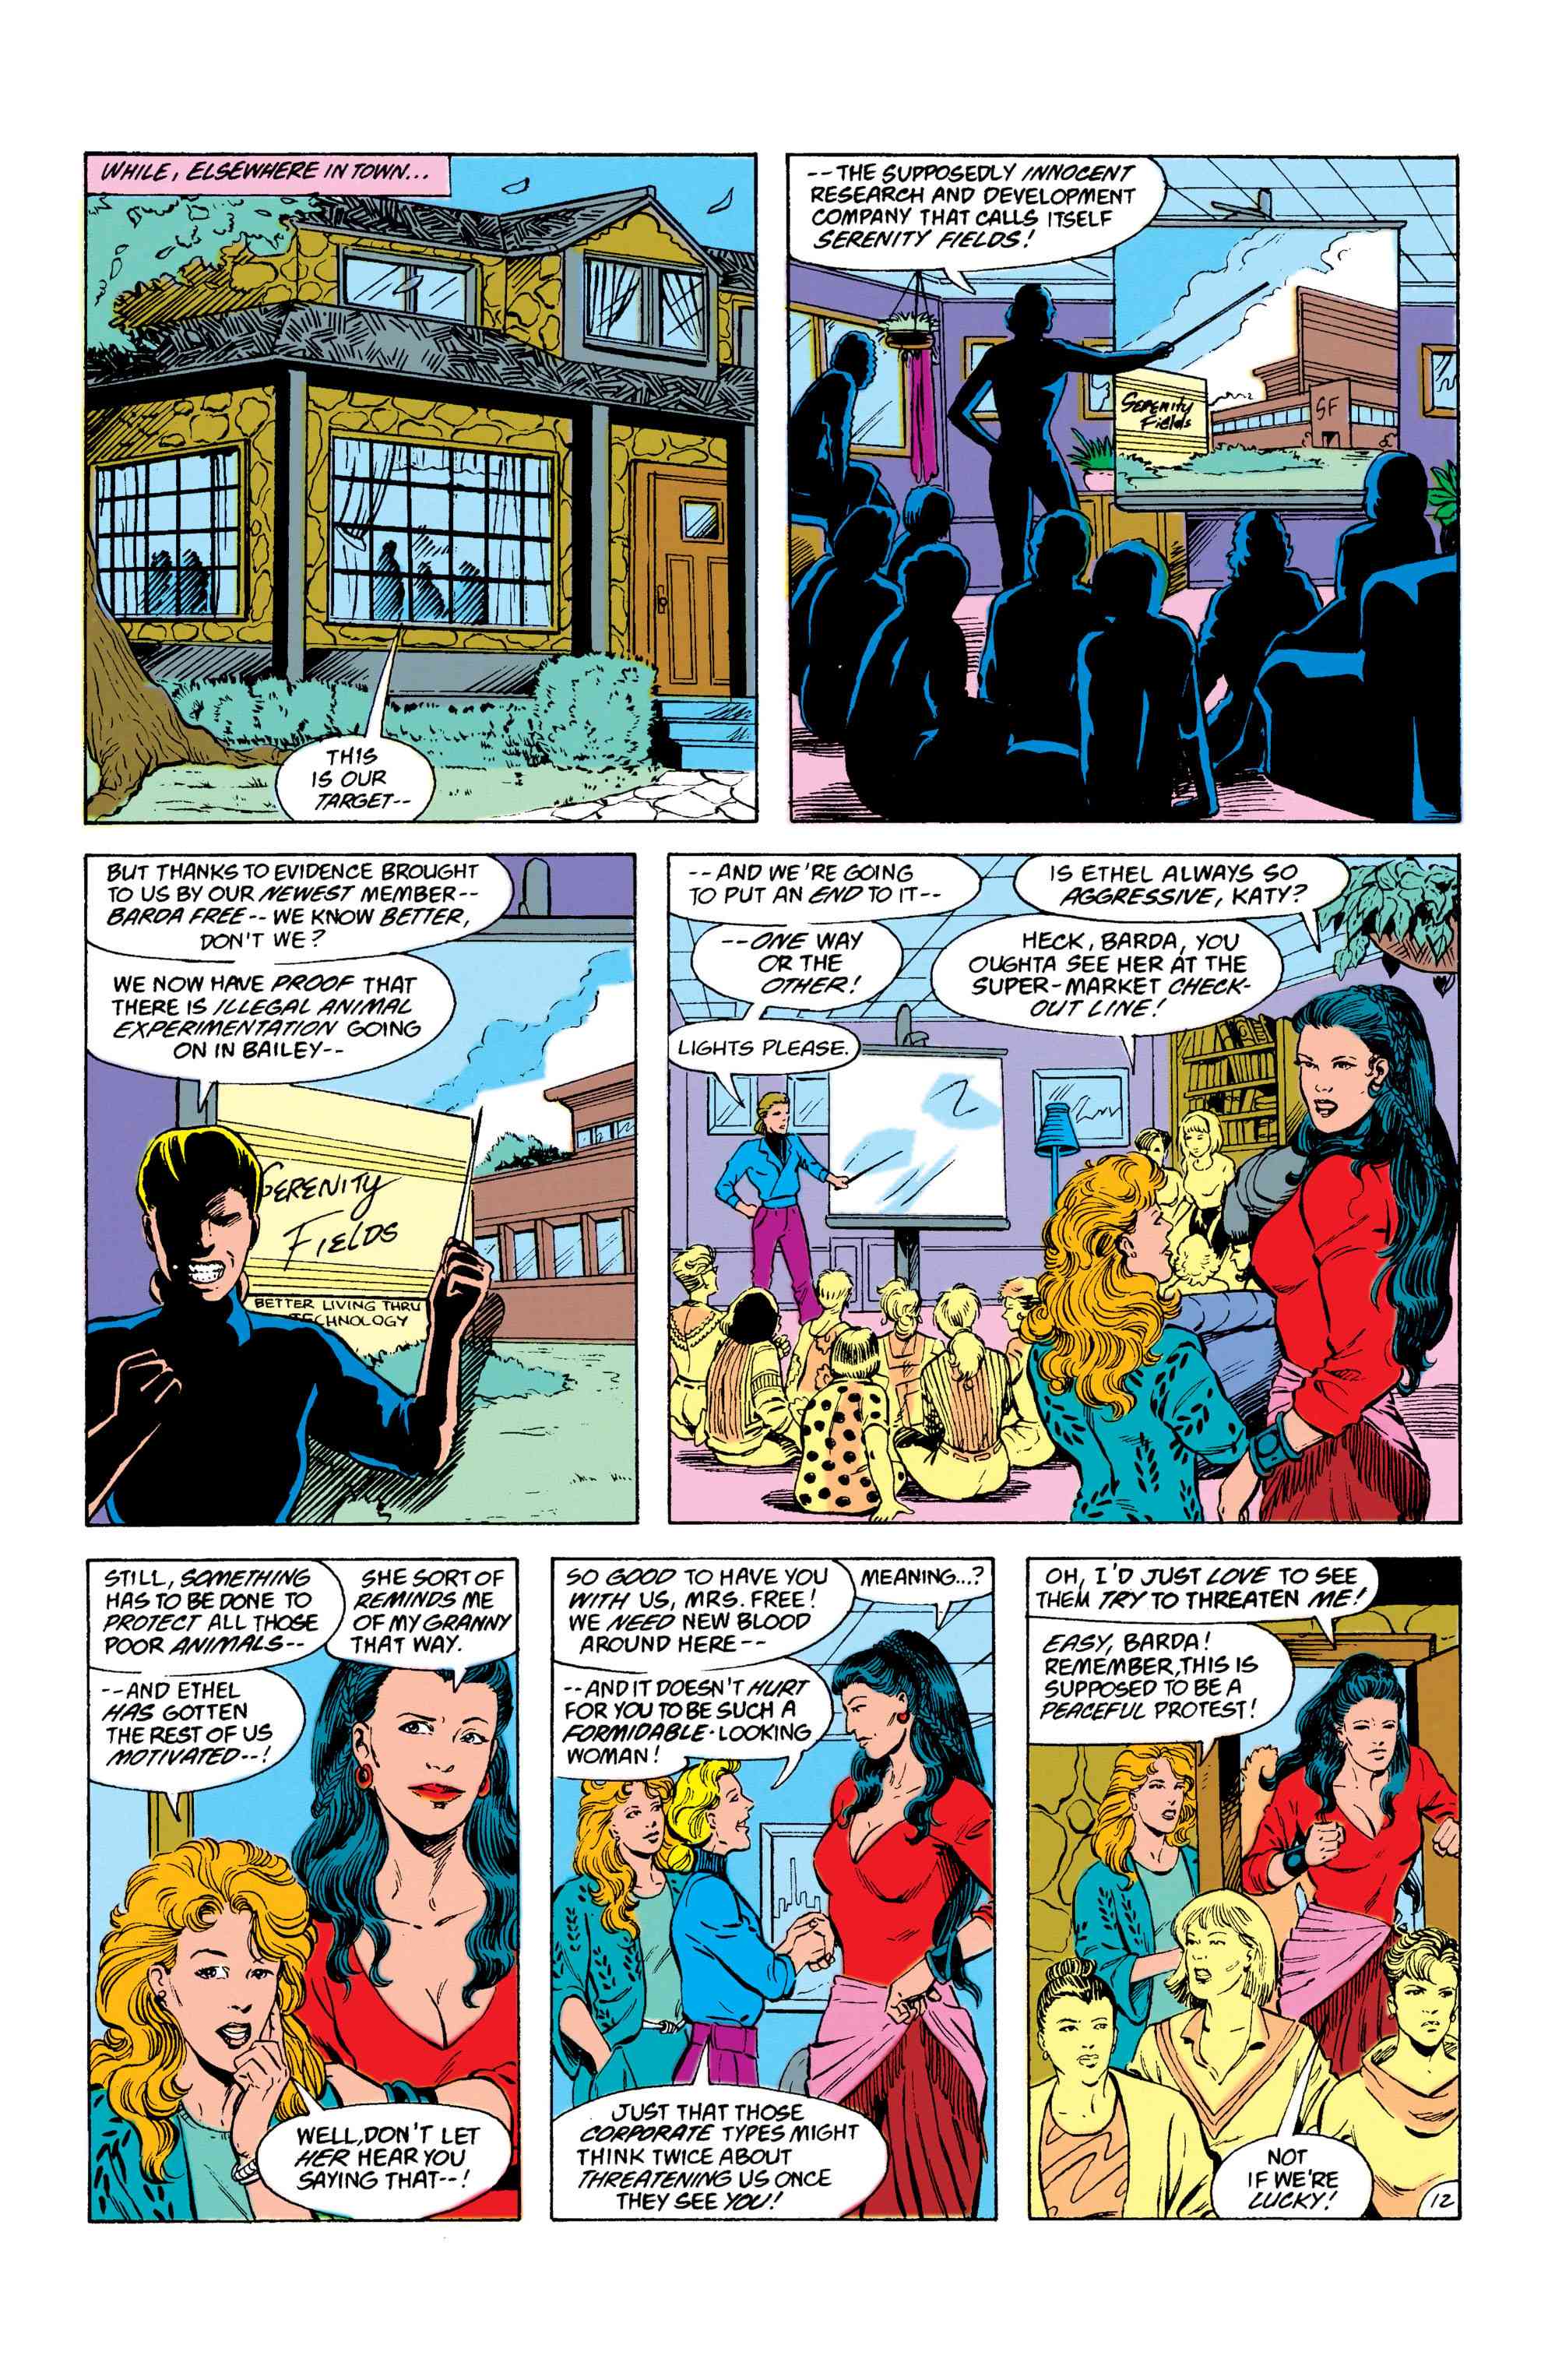 WHILE, ELSEWHERE IN TOWN...
THIS
IS OUR
TARGET--
--THE SUPPOSEDLY INNOCENT
RESEARCH AND DEVELOPMENT
COMPANY THAT CALLS ITSELF
SERENITY FIELDS!
SERENITY
FIELDS
SF
BUT THANKS TO EVIDENCE BROUGHT
TO US BY OUR NEWEST MEMBER--
BARDA FREE--WE KNOW BETTER,
DON'T WE?
WE NOW HAVE PROOF THAT
THERE IS ILLEGAL ANIMAL
EXPERIMENTATION GOING
ON IN BAILEY--
SERENITY
FIELDS
BETTER LIVING THRU
TECHNOLOGY
--AND WE'RE GOING
TO PUT AN END TO IT--
--ONE WAY
OR THE
OTHER!
LIGHTS PLEASE.
IS ETHEL ALWAYS SO
AGGRESSIVE, KATY?
HECK, BARDA, YOU
OUGHTA SEE HER AT THE
SUPER-MARKET CHECK-
OUT LINE!
STILL, SOMETHING
HAS TO BE DONE TO
PROTECT ALL THOSE
POOR ANIMALS--
--AND ETHEL
HAS GOTTEN
THE REST OF US
MOTIVATED--!
SHE SORT OF
REMINDS ME
OF MY GRANNY
THAT WAY.
WELL, DON'T LET
HER HEAR YOU
SAYING THAT--!
SO GOOD TO HAVE YOU
WITH US, MRS. FREE!
WE NEED NEW BLOOD
AROUND HERE--
--AND IT DOESN'T HURT
FOR YOU TO BE SUCH A
FORMIDABLE-LOOKING
WOMAN!
MEANING...?
JUST THAT THOSE
CORPORATE TYPES MIGHT
THINK TWICE ABOUT
THREATENING US ONCE
THEY SEE YOU!
OH, I'D JUST LOVE TO SEE
THEM TRY TO THREATEN ME!
EASY, BARDA!
REMEMBER, THIS IS
SUPPOSED TO BE A
PEACEFUL PROTEST!
NOT
IF WE'RE
LUCKY!
12